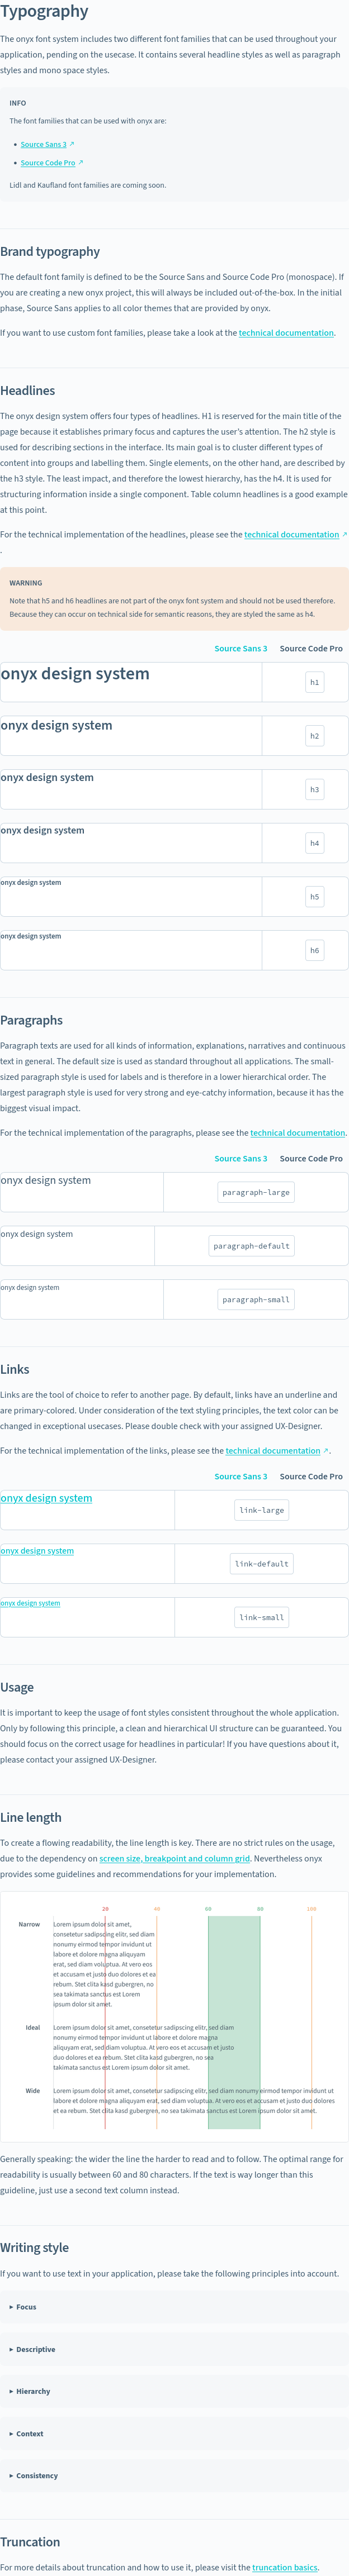 Typography
The onyx font system includes two different font families that can be used throughout your
application, pending on the usecase. It contains several headline styles as well as paragraph
styles and mono space styles.
INFO
The font families that can be used with onyx are:
• Source Sans 3 ↗
• Source Code Pro ↗
Lidl and Kaufland font families are coming soon.
Brand typography
The default font family is defined to be the Source Sans and Source Code Pro (monospace). If
you are creating a new onyx project, this will always be included out-of-the-box. In the initial
phase, Source Sans applies to all color themes that are provided by onyx.
If you want to use custom font families, please take a look at the technical documentation.
Headlines
The onyx design system offers four types of headlines. H1 is reserved for the main title of the
page because it establishes primary focus and captures the user's attention. The h2 style is
used for describing sections in the interface. Its main goal is to cluster different types of
content into groups and labelling them. Single elements, on the other hand, are described by
the h3 style. The least impact, and therefore the lowest hierarchy, has the h4. It is used for
structuring information inside a single component. Table column headlines is a good example
at this point.
For the technical implementation of the headlines, please see the technical documentation ↗
.
WARNING
Note that h5 and h6 headlines are not part of the onyx font system and should not be used therefore.
Because they can occur on technical side for semantic reasons, they are styled the same as h4.
Source Sans 3 Source Code Pro
onyx design system h1
onyx design system h2
onyx design system h3
onyx design system h4
onyx design system h5
onyx design system h6
Paragraphs
Paragraph texts are used for all kinds of information, explanations, narratives and continuous
text in general. The default size is used as standard throughout all applications. The small-
sized paragraph style is used for labels and is therefore in a lower hierarchical order. The
largest paragraph style is used for very strong and eye-catchy information, because it has the
biggest visual impact.
For the technical implementation of the paragraphs, please see the technical documentation.
Source Sans 3 Source Code Pro
onyx design system paragraph-large
onyx design system paragraph-default
onyx design system paragraph-small
Links
Links are the tool of choice to refer to another page. By default, links have an underline and
are primary-colored. Under consideration of the text styling principles, the text color can be
changed in exceptional usecases. Please double check with your assigned UX-Designer.
For the technical implementation of the links, please see the technical documentation ↗.
Source Sans 3 Source Code Pro
onyx design system link-large
onyx design system link-default
onyx design system link-small
Usage
It is important to keep the usage of font styles consistent throughout the whole application.
Only by following this principle, a clean and hierarchical UI structure can be guaranteed. You
should focus on the correct usage for headlines in particular! If you have questions about it,
please contact your assigned UX-Designer.
Line length
To create a flowing readability, the line length is key. There are no strict rules on the usage,
due to the dependency on screen size, breakpoint and column grid. Nevertheless onyx
provides some guidelines and recommendations for your implementation.
20 40 60 80 100
Narrow Lorem ipsum dolor sit amet,
consetetur sadipscing elitr, sed diam
nonumy eirmod tempor invidunt ut
labore et dolore magna aliquyam
erat, sed diam voluptua. At vero eos
et accusam et justo duo dolores et ea
rebum. Stet clita kasd gubergren, no
sea takimata sanctus est Lorem
ipsum dolor sit amet.
Ideal Lorem ipsum dolor sit amet, consetetur sadipscing elitr, sed diam
nonumy eirmod tempor invidunt ut labore et dolore magna
aliquyam erat, sed diam voluptua. At vero eos et accusam et justo
duo dolores et ea rebum. Stet clita kasd gubergren, no sea
takimata sanctus est Lorem ipsum dolor sit amet.
Wide Lorem ipsum dolor sit amet, consetetur sadipscing elitr, sed diam nonumy eirmod tempor invidunt ut
labore et dolore magna aliquyam erat, sed diam voluptua. At vero eos et accusam et justo duo dolores
et ea rebum. Stet clita kasd gubergren, no sea takimata sanctus est Lorem ipsum dolor sit amet.
Generally speaking: the wider the line the harder to read and to follow. The optimal range for
readability is usually between 60 and 80 characters. If the text is way longer than this
guideline, just use a second text column instead.
Writing style
If you want to use text in your application, please take the following principles into account.
▸ Focus
▸ Descriptive
▸ Hierarchy
▸ Context
▸ Consistency
Truncation
For more details about truncation and how to use it, please visit the truncation basics.